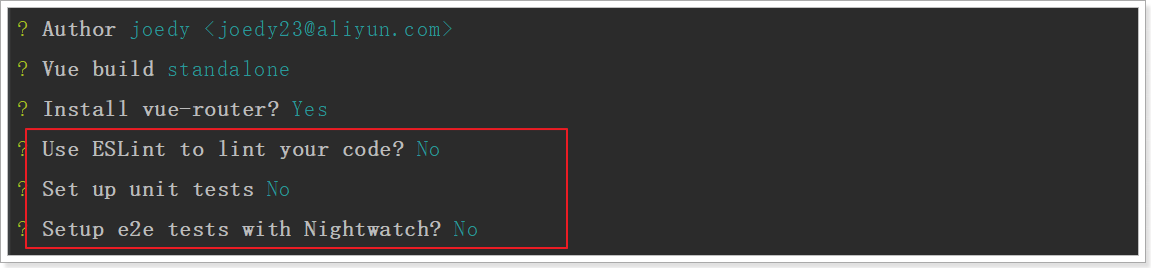 ? Author joedy <joedy23@aliyun.com>
? Vue build standalone
? Install vue-router? Yes
? Use ESLint to lint your code? No
? Set up unit tests No
? Setup e2e tests with Nightwatch? No